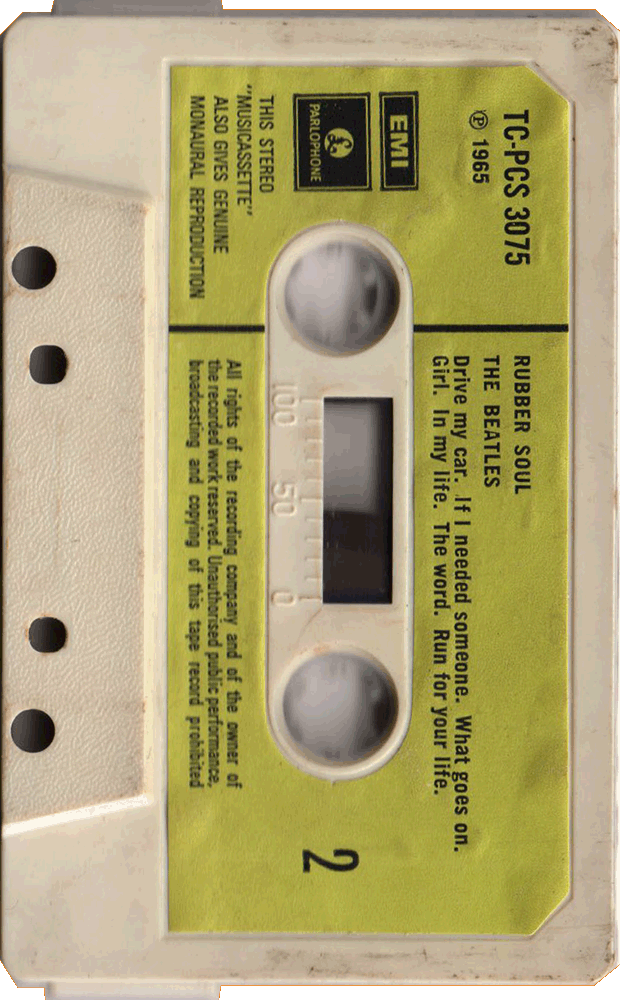 TC-PCS 3075
℗ 1965
EMI
PARLOPHONE
THIS STEREO
"MUSICASSETTE"
ALSO GIVES GENUINE
MONAURAL REPRODUCTION
RUBBER SOUL
THE BEATLES
Drive my car. If I needed someone. What goes on.
Girl. In my life. The word. Run for your life.
100 50 0
2
All rights of the recording company and of the owner of
the recorded work reserved. Unauthorised public performance,
broadcasting and copying of this tape record prohibited